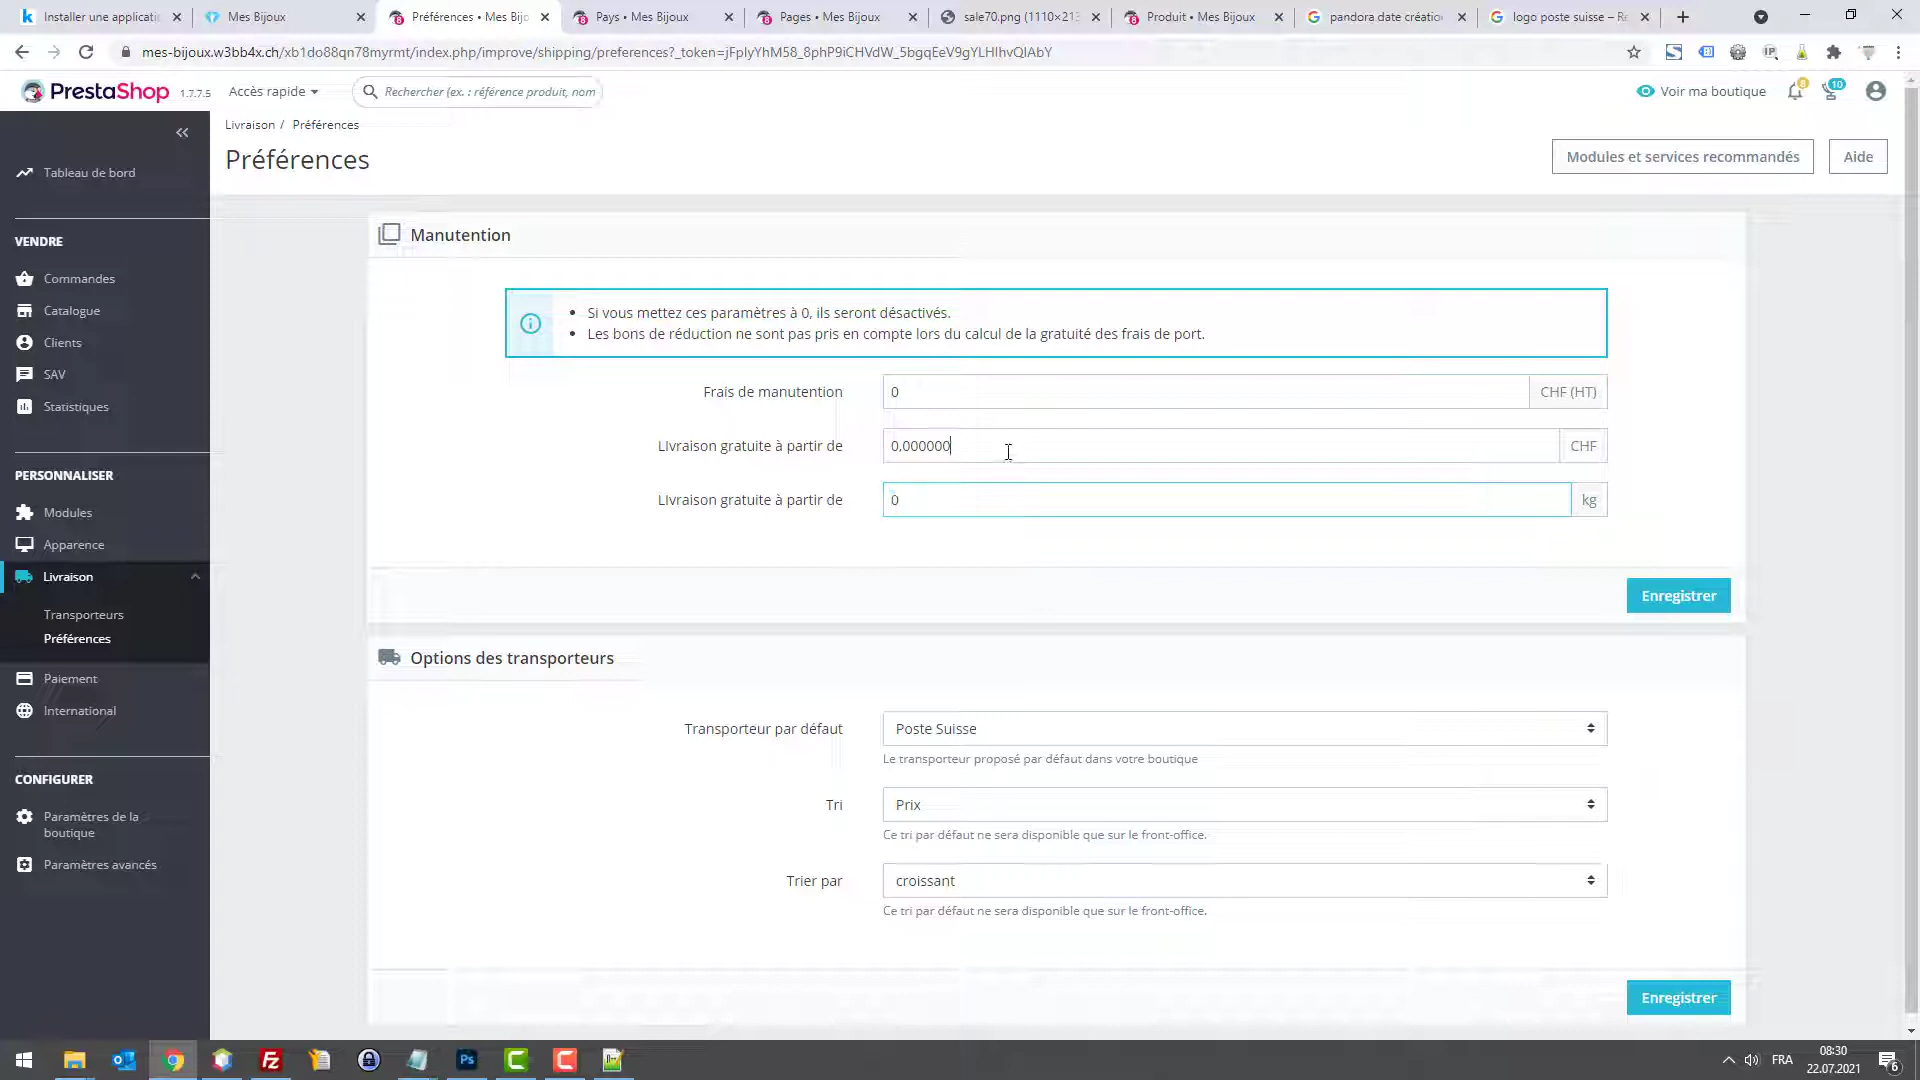 Installer une applicati
Mes Bijoux
Préférences • Mes Bijo
Pays • Mes Bijoux
Pages • Mes Bijoux
sale70.png (1110×213
Produit • Mes Bijoux
pandora date créatio
logo poste suisse – Re
mes-bijoux.w3bb4x.ch/xb1do88qn78myrmt/index.php/improve/shipping/preferences?_token=jFplyYhM58_8phP9iCHVdW_5bgqEeV9gYLHIhvQIAbY
PrestaShop 1.7.7.5
Accès rapide
Rechercher (ex. : référence produit, nom
Voir ma boutique
10
Livraison / Préférences
Préférences
Modules et services recommandés
Aide
Tableau de bord
VENDRE
Commandes
Catalogue
Clients
SAV
Statistiques
PERSONNALISER
Modules
Apparence
Livraison
Transporteurs
Préférences
Paiement
International
CONFIGURER
Paramètres de la
boutique
Paramètres avancés
Manutention
• Si vous mettez ces paramètres à 0, ils seront désactivés.
• Les bons de réduction ne sont pas pris en compte lors du calcul de la gratuité des frais de port.
Frais de manutention
0
CHF (HT)
Livraison gratuite à partir de
0,000000
CHF
Livraison gratuite à partir de
0
kg
Enregistrer
Options des transporteurs
Transporteur par défaut
Poste Suisse
Le transporteur proposé par défaut dans votre boutique
Tri
Prix
Ce tri par défaut ne sera disponible que sur le front-office.
Trier par
croissant
Ce tri par défaut ne sera disponible que sur le front-office.
Enregistrer
FRA
08:30
22.07.2021
6